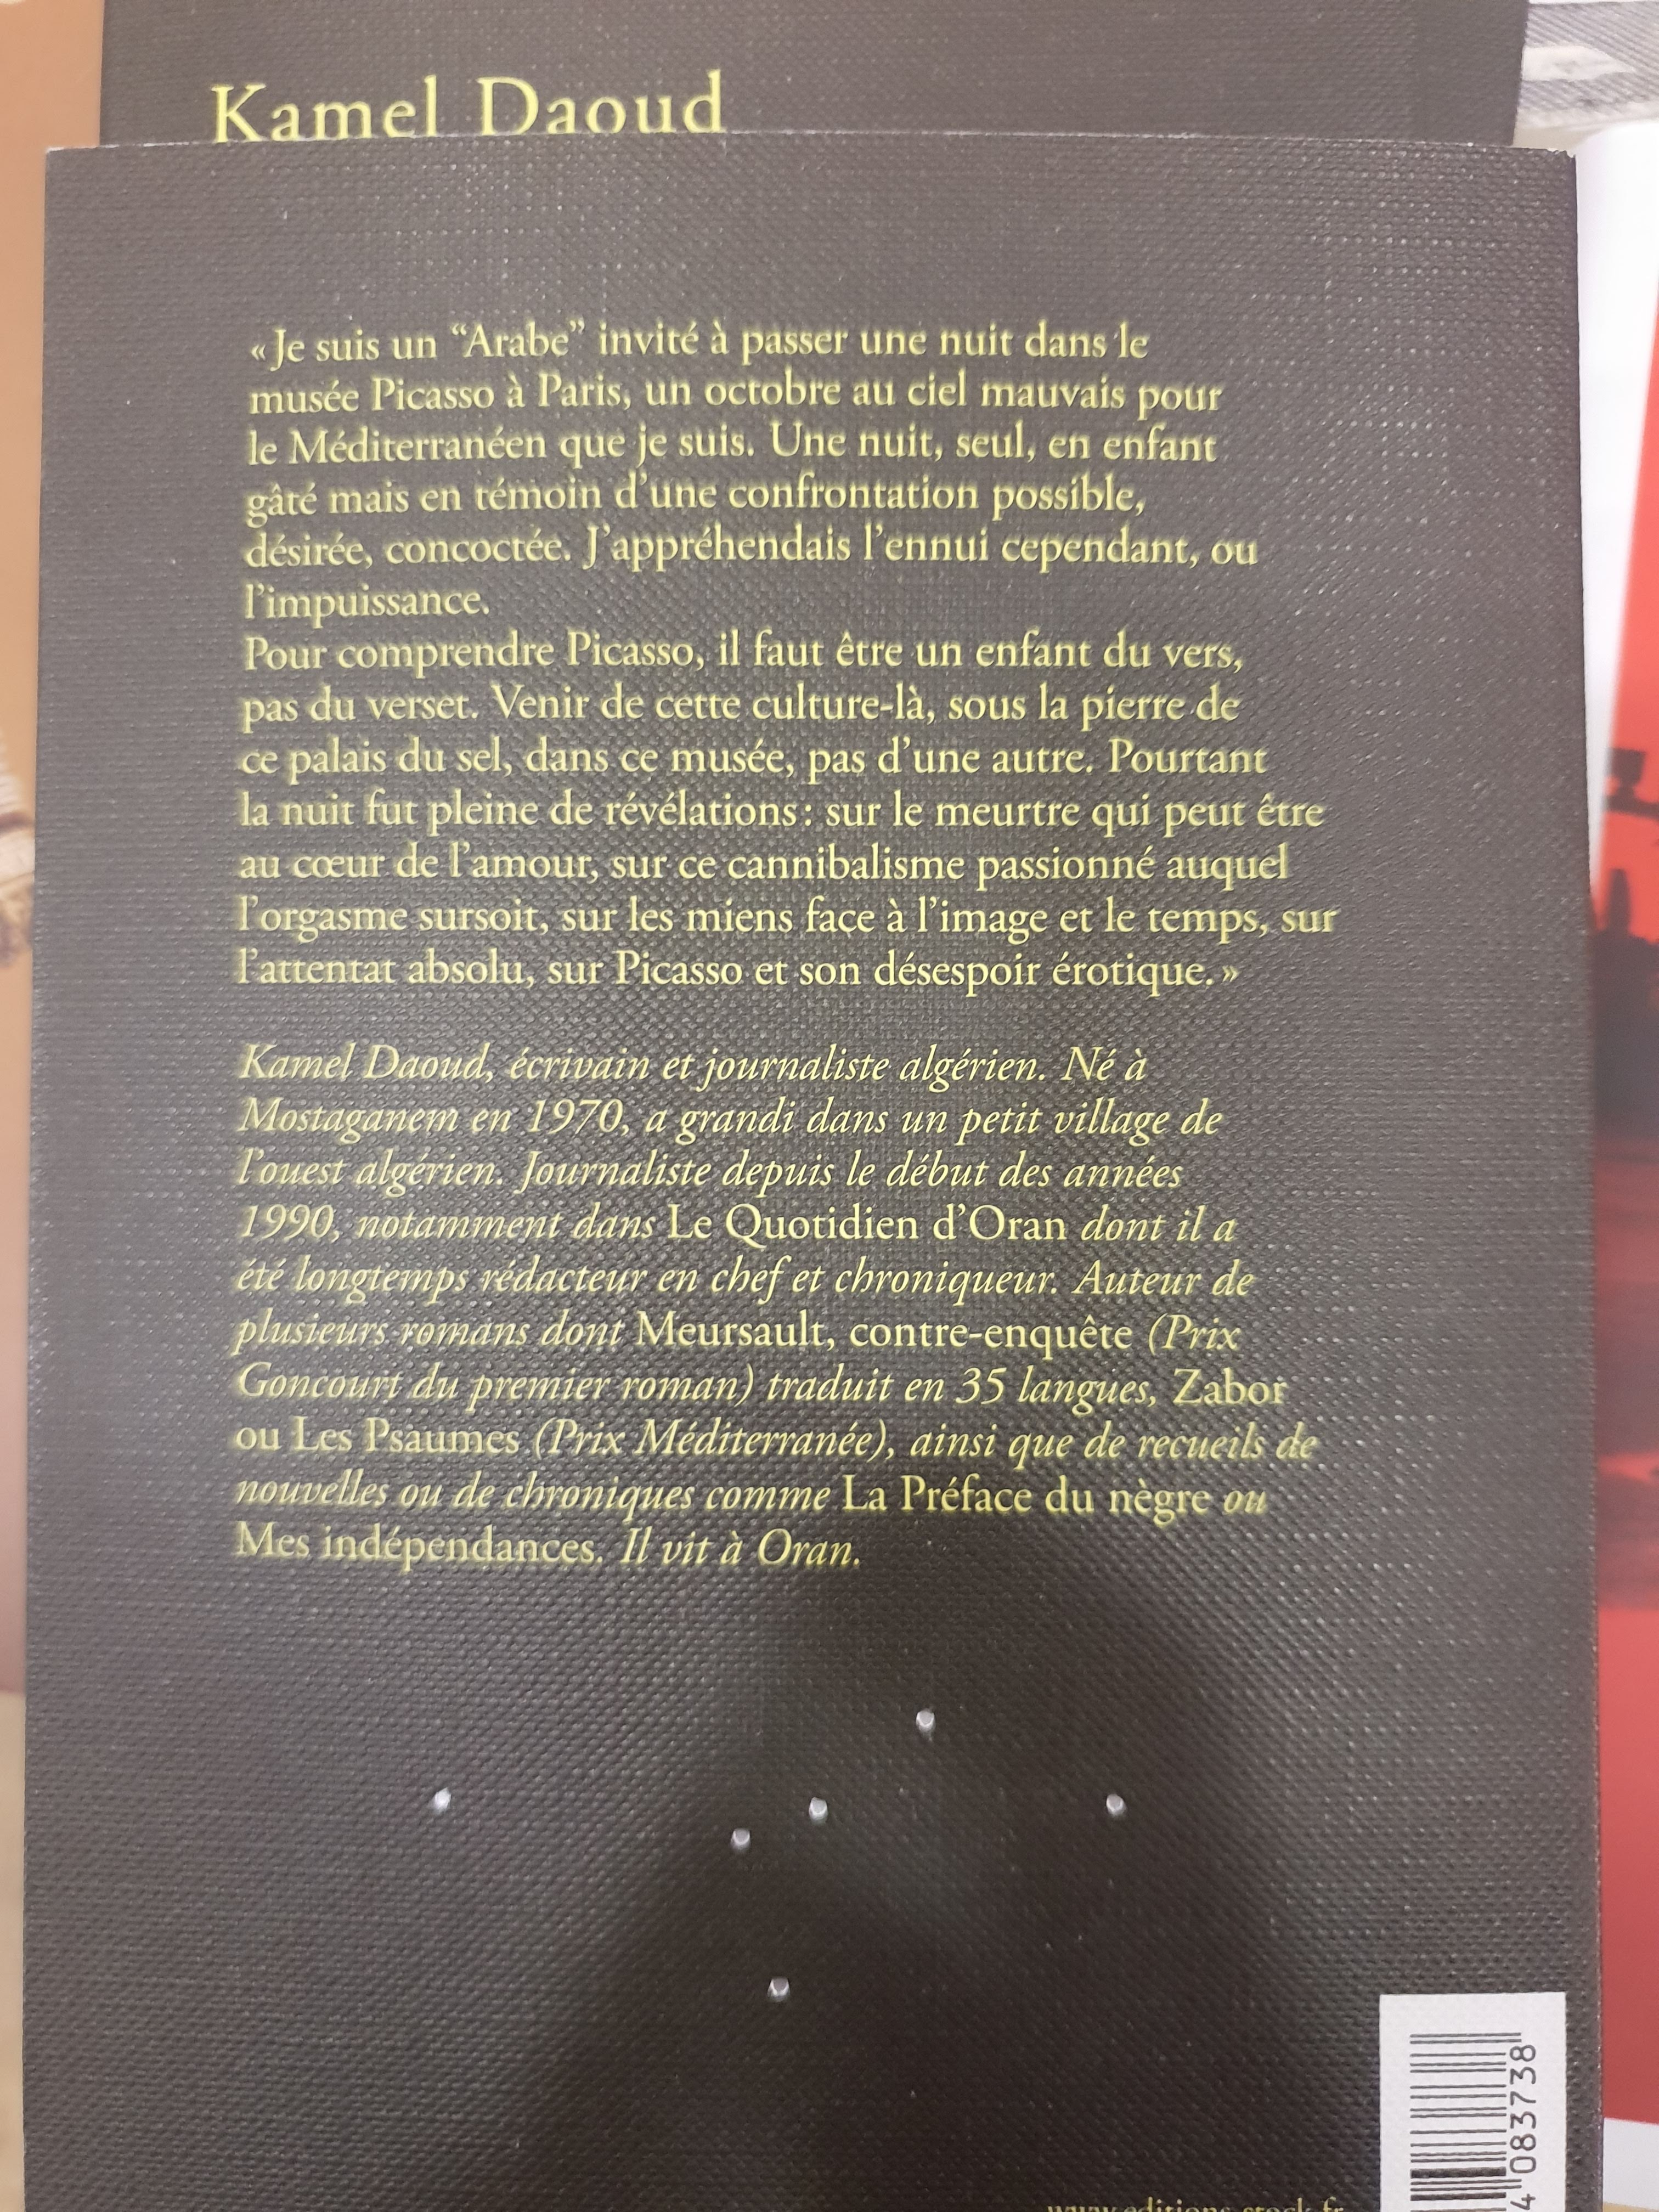 Kamel Daoud
« Je suis un “Arabe” invité à passer une nuit dans le
musée Picasso à Paris, un octobre au ciel mauvais pour
le Méditerranéen que je suis. Une nuit, seul, en enfant
gâté mais en témoin d’une confrontation possible,
désirée, concoctée. J’appréhendais l’ennui cependant, ou
l’impuissance.
Pour comprendre Picasso, il faut être un enfant du vers,
pas du verset. Venir de cette culture-là, sous la pierre de
ce palais du sel, dans ce musée, pas d’une autre. Pourtant
la nuit fut pleine de révélations : sur le meurtre qui peut être
au cœur de l’amour, sur ce cannibalisme passionné auquel
l’orgasme sursoit, sur les miens face à l’image et le temps, sur
l’attentat absolu, sur Picasso et son désespoir érotique. »
Kamel Daoud, écrivain et journaliste algérien. Né à
Mostaganem en 1970, a grandi dans un petit village de
l’ouest algérien. Journaliste depuis le début des années
1990, notamment dans Le Quotidien d’Oran dont il a
été longtemps rédacteur en chef et chroniqueur. Auteur de
plusieurs romans dont Meursault, contre-enquête (Prix
Goncourt du premier roman) traduit en 35 langues, Zabor
ou Les Psaumes (Prix Méditerranée), ainsi que de recueils de
nouvelles ou de chroniques comme La Préface du nègre ou
Mes indépendances. Il vit à Oran.
4 083738
www.editions-stock.fr